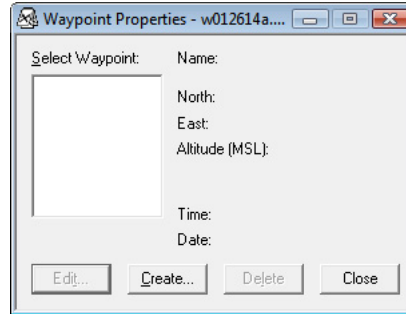 Waypoint Properties - w012614a....
Select Waypoint:
Name:
North:
East:
Altitude (MSL):
Time:
Date:
Edit...
Create...
Delete
Close